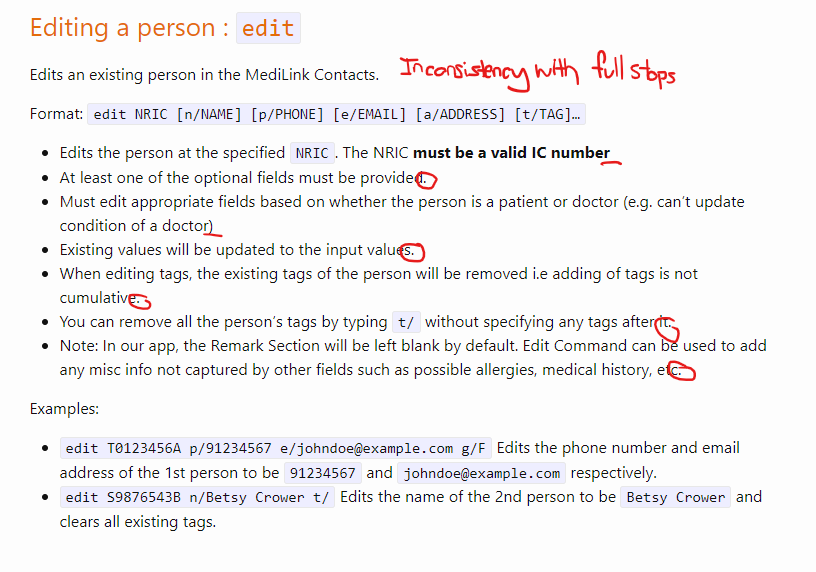 Editing a person : edit
Edits an existing person in the MediLink Contacts.
Inconsistency with full stops
Format: edit NRIC [n/NAME] [p/PHONE] [e/EMAIL] [a/ADDRESS] [t/TAG]…
• Edits the person at the specified NRIC . The NRIC must be a valid IC number
• At least one of the optional fields must be provided.
• Must edit appropriate fields based on whether the person is a patient or doctor (e.g. can’t update
condition of a doctor)
• Existing values will be updated to the input values.
• When editing tags, the existing tags of the person will be removed i.e adding of tags is not
cumulative.
• You can remove all the person’s tags by typing t/ without specifying any tags after it.
• Note: In our app, the Remark Section will be left blank by default. Edit Command can be used to add
any misc info not captured by other fields such as possible allergies, medical history, etc.
Examples:
• edit T0123456A p/91234567 e/johndoe@example.com g/F Edits the phone number and email
address of the 1st person to be 91234567 and johndoe@example.com respectively.
• edit S9876543B n/Betsy Crower t/ Edits the name of the 2nd person to be Betsy Crower and
clears all existing tags.